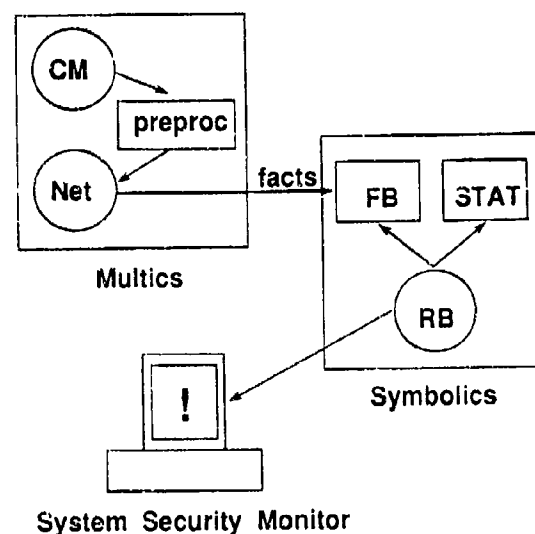 CM
preproc
Net
facts
FB
STAT
Multics
RB
!
Symbolics
System Security Monitor